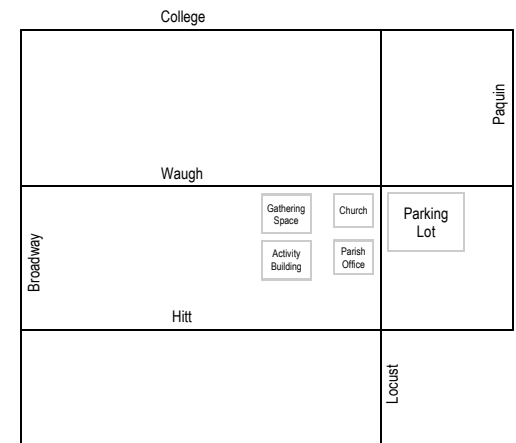 College
Paquin
Waugh
Gathering
Space
Church
Parking
Lot
Activity
Building
Parish
Office
Broadway
Hitt
Locust